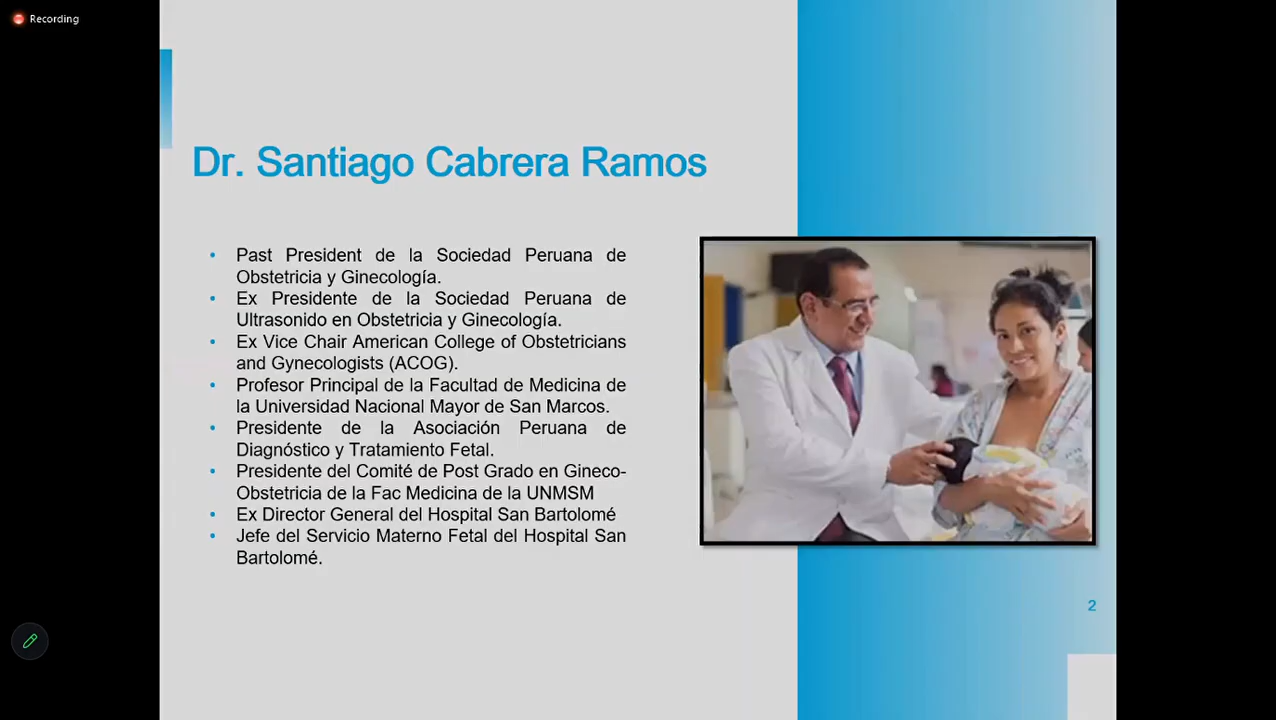 Recording
Dr. Santiago Cabrera Ramos
• Past President de la Sociedad Peruana de
Obstetricia y Ginecología.
• Ex Presidente de la Sociedad Peruana de
Ultrasonido en Obstetricia y Ginecología.
• Ex Vice Chair American College of Obstetricians
and Gynecologists (ACOG).
• Profesor Principal de la Facultad de Medicina de
la Universidad Nacional Mayor de San Marcos.
• Presidente de la Asociación Peruana de
Diagnóstico y Tratamiento Fetal.
• Presidente del Comité de Post Grado en Gineco-
Obstetricia de la Fac Medicina de la UNMSM
• Ex Director General del Hospital San Bartolomé
• Jefe del Servicio Materno Fetal del Hospital San
Bartolomé.
2